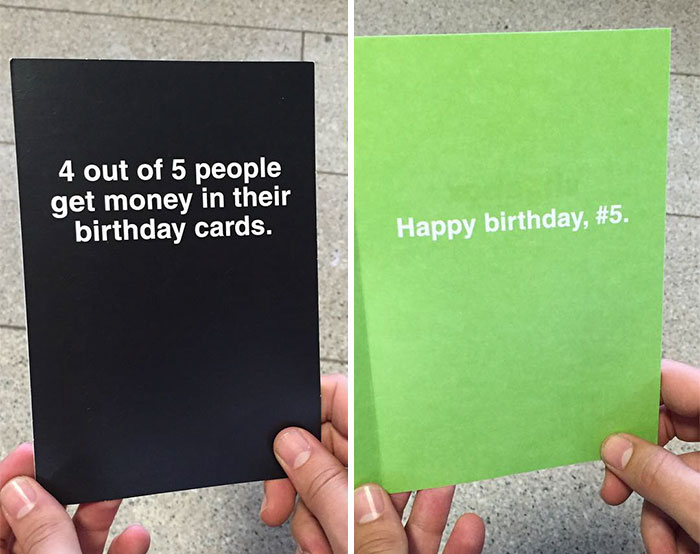 4 out of 5 people
get money in their
birthday cards.
Happy birthday, #5.